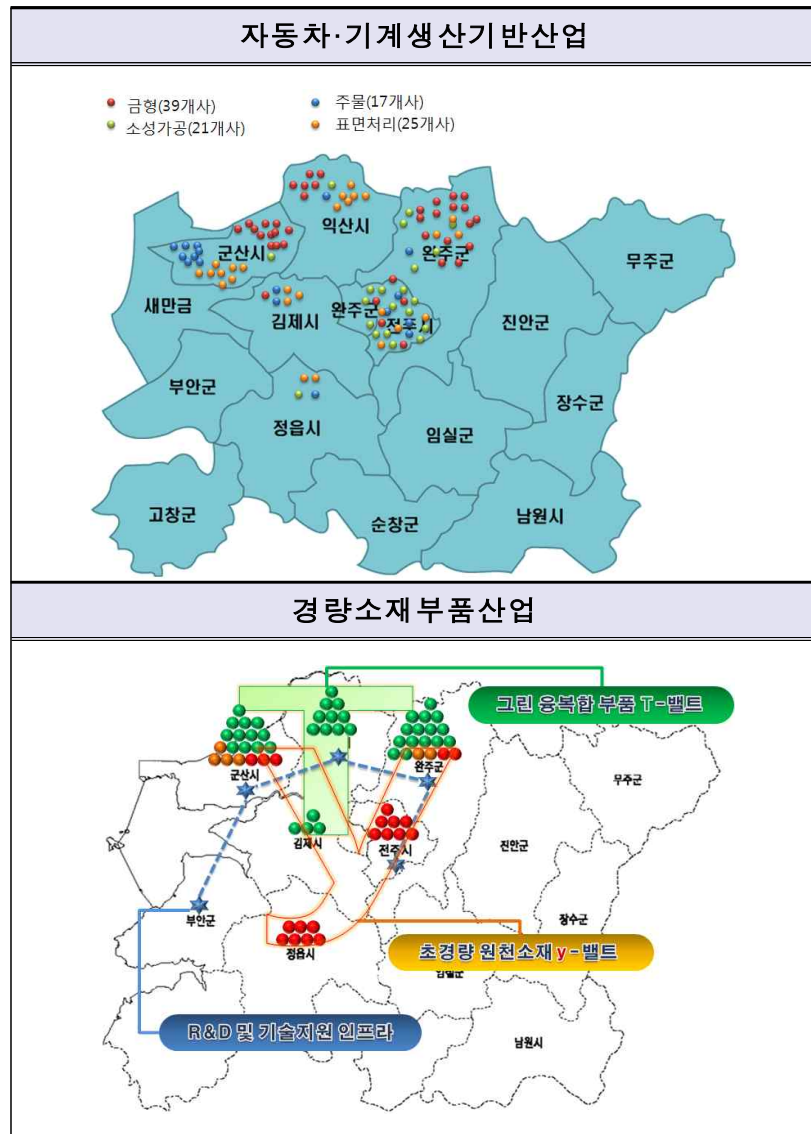 자동차·기계생산기반산업
금형(39개사)
주물(17개사)
소성가공(21개사)
표면처리(25개사)
익산시
군산시
완주군
무주군
새만금
김제시
완주군
전주시
진안군
부안군
정읍시
임실군
장수군
고창군
순창군
남원시
경량소재부품산업
그린 융복합 부품 T-밸트
군산시
완주군
무주군
김제시
전주시
진안군
부안군
장수군
정읍시
초경량 원천소재 y-밸트
임실군
R&D 및 기술지원 인프라
남원시